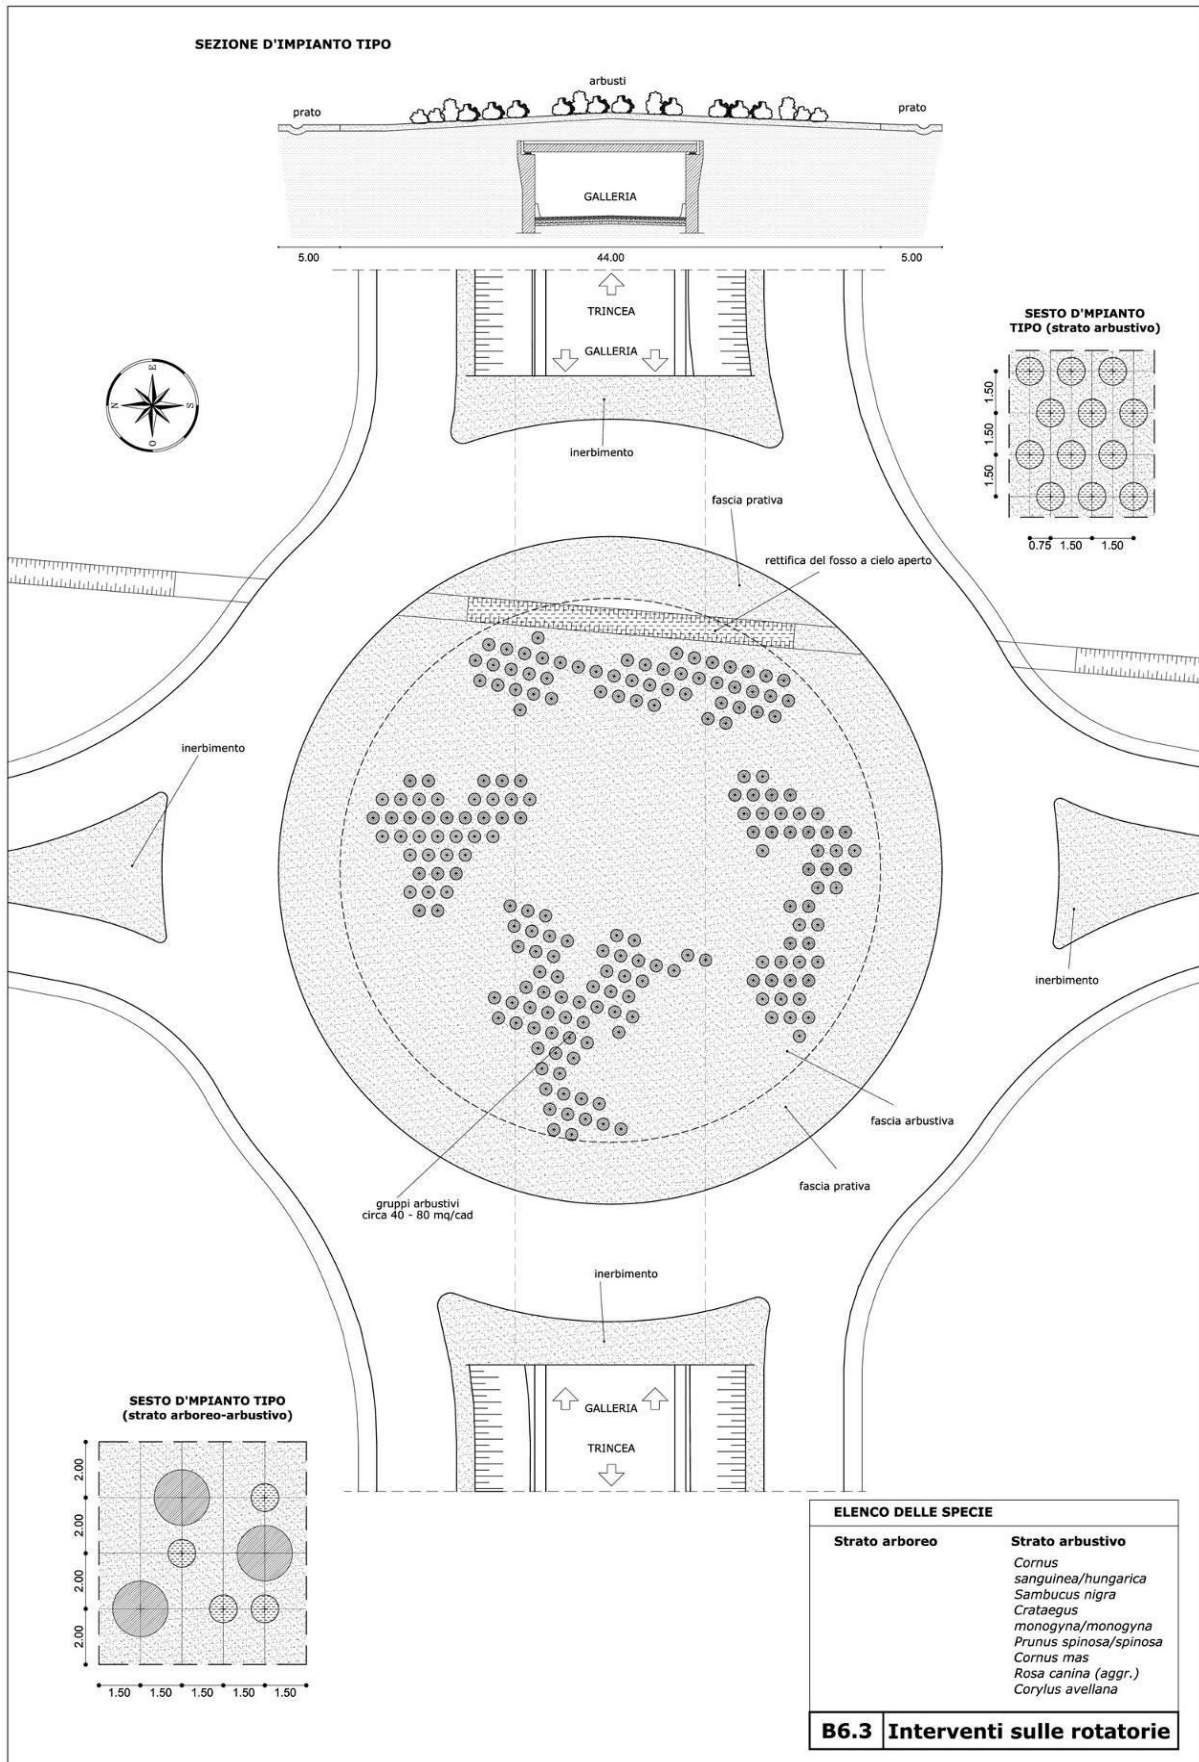 SEZIONE D'IMPIANTO TIPO
arbusti
prato
prato
GALLERIA
5.00
44.00
5.00
TRINCEA
GALLERIA
SESTO D'MPIANTO
TIPO (strato arbustivo)
1.50
1.50
1.50
0.75 1.50 1.50
E
N
S
O
inerbimento
fascia prativa
rettifica del fosso a cielo aperto
inerbimento
inerbimento
fascia arbustiva
fascia prativa
gruppi arbustivi
circa 40 - 80 mq/cad
inerbimento
GALLERIA
TRINCEA
SESTO D'MPIANTO TIPO
(strato arboreo-arbustivo)
2.00
2.00
2.00
2.00
1.50 1.50 1.50 1.50 1.50
ELENCO DELLE SPECIE
Strato arboreo
Strato arbustivo
Cornus
sanguinea/hungarica
Sambucus nigra
Crataegus
monogyna/monogyna
Prunus spinosa/spinosa
Cornus mas
Rosa canina (aggr.)
Corylus avellana
B6.3 Interventi sulle rotatorie